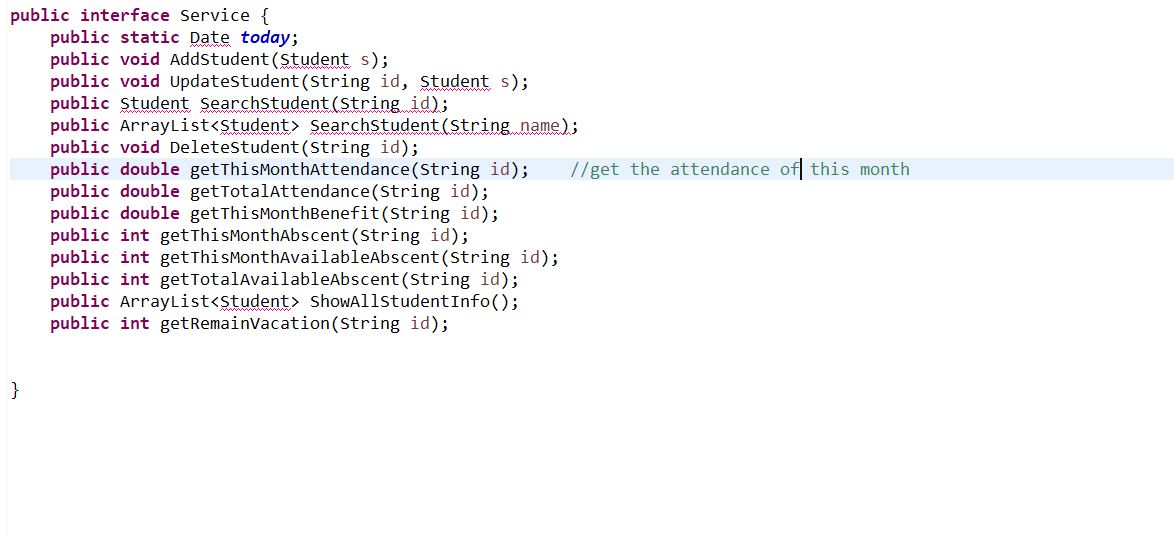 public interface Service {
public static Date today;
public void AddStudent(Student s);
public void UpdateStudent(String id, Student s);
public Student SearchStudent(String id);
public ArrayList<Student> SearchStudent(String name);
public void DeleteStudent(String id);
public double getThisMonthAttendance(String id);    //get the attendance of this month
public double getTotalAttendance(String id);
public double getThisMonthBenefit(String id);
public int getThisMonthAbscent(String id);
public int getThisMonthAvailableAbscent(String id);
public int getTotalAvailableAbscent(String id);
public ArrayList<Student> ShowAllStudentInfo();
public int getRemainVacation(String id);
}